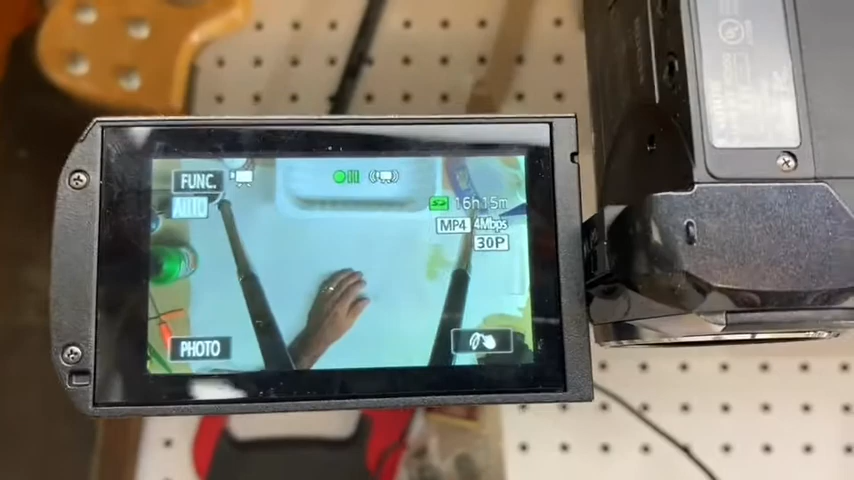 FUNC.
AUTO
16h15m
MP4 4Mbps
30P
PHOTO